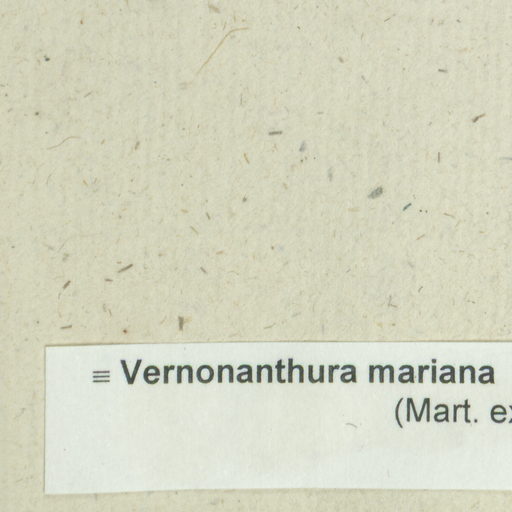 ≡ Vernonanthura mariana
(Mart. ex